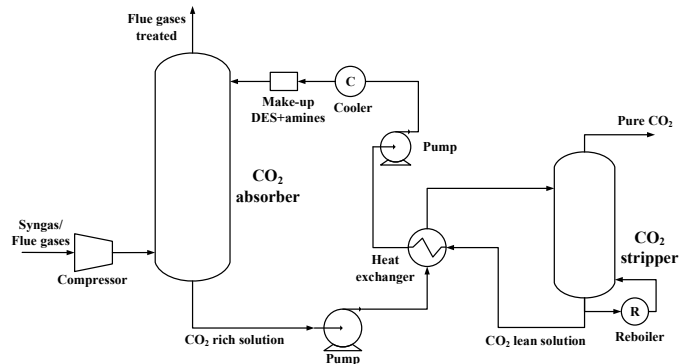 Flue gases
treated
C
Make-up
DES+amines
Cooler
Pure CO₂
Pump
CO₂
absorber
Syngas/
Flue gases
Compressor
Heat
exchanger
CO₂
stripper
R
CO₂ rich solution
Pump
CO₂ lean solution
Reboiler